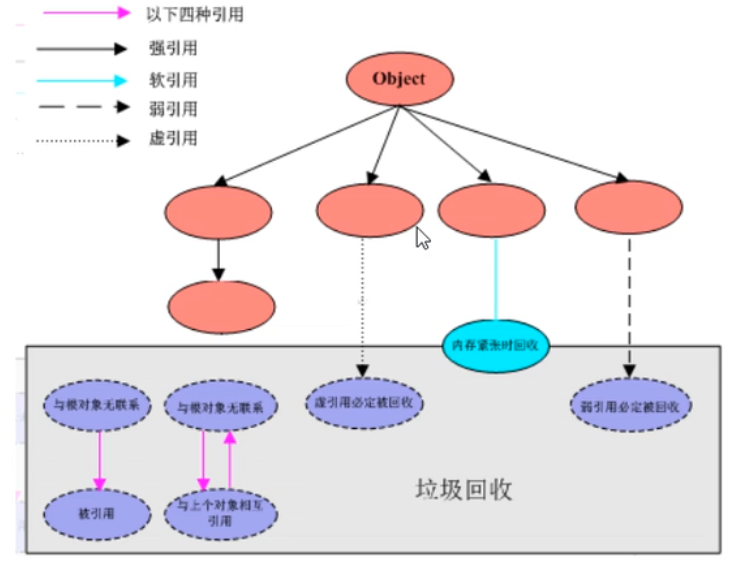 以下四种引用
强引用
软引用
弱引用
虚引用
Object
内存紧张时回收
与根对象无联系
与根对象无联系
虚引用必定被回收
弱引用必定被回收
垃圾回收
被引用
与上个对象相互
引用